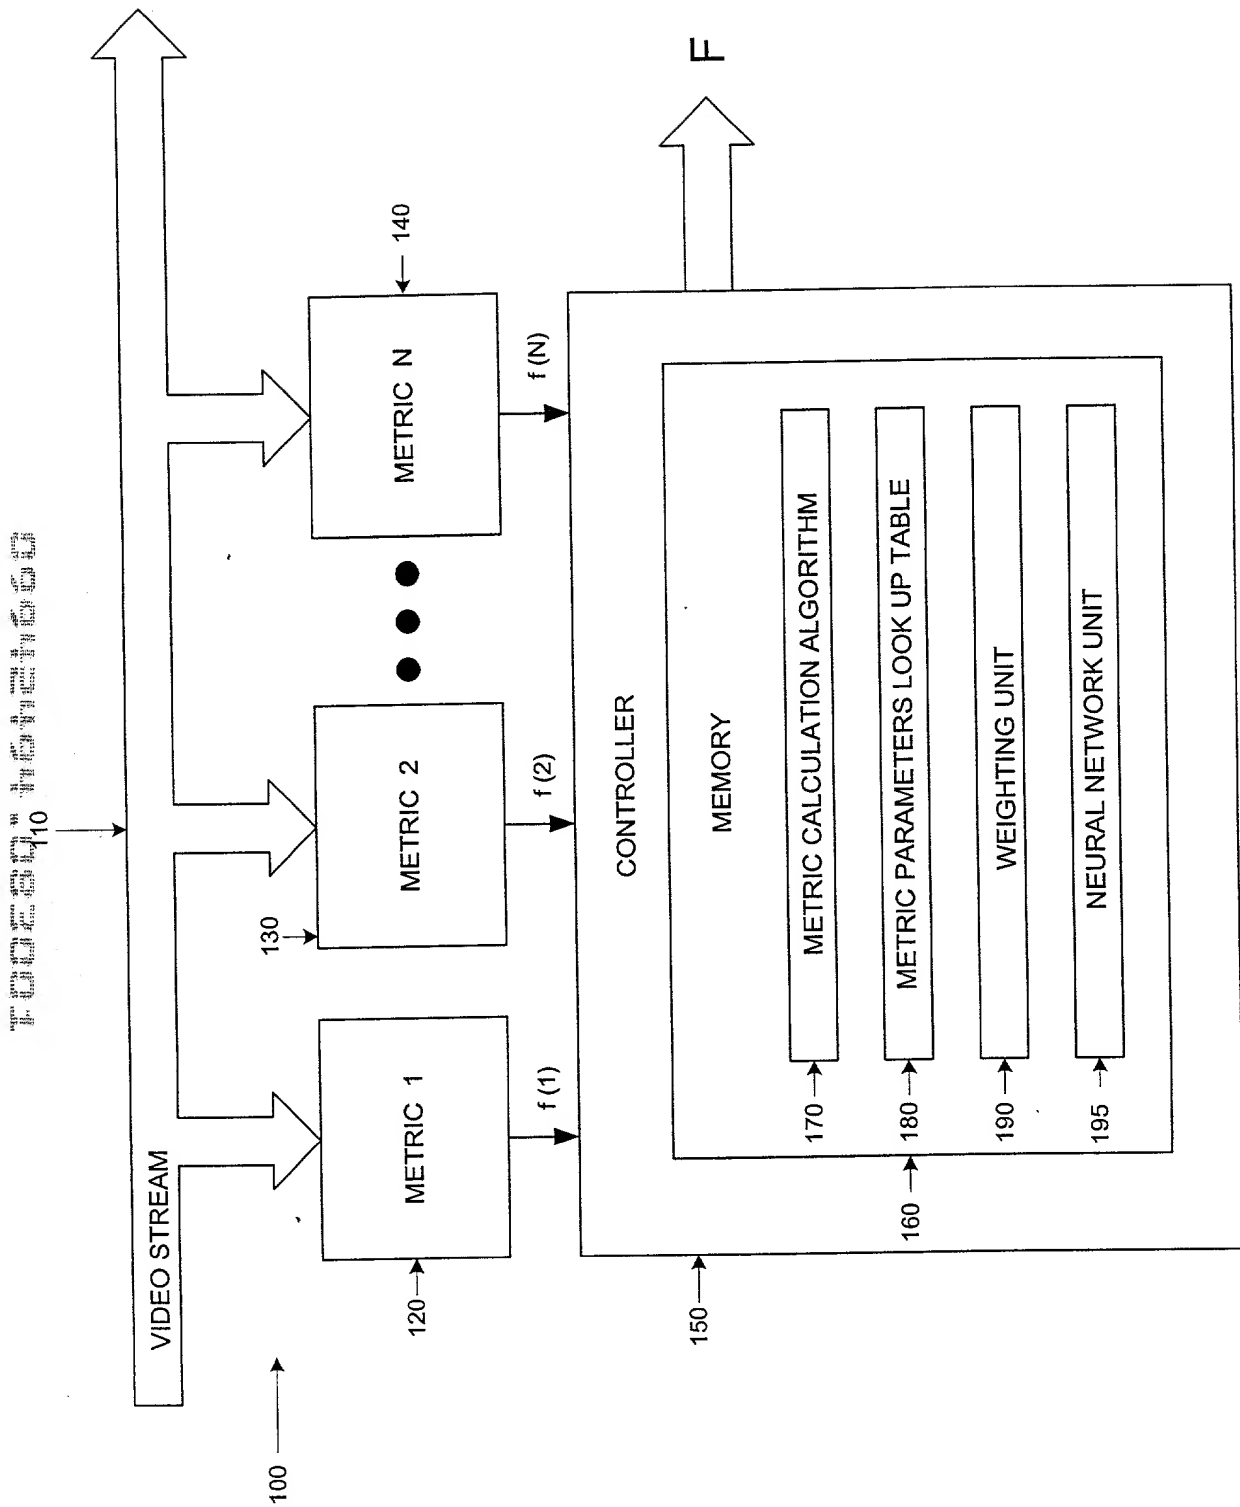 110
VIDEO STREAM
100
130
140
METRIC 1
METRIC 2
METRIC N
120
f (1)
f (2)
f (N)
F
150
CONTROLLER
MEMORY
160
170
METRIC CALCULATION ALGORITHM
180
METRIC PARAMETERS LOOK UP TABLE
190
WEIGHTING UNIT
195
NEURAL NETWORK UNIT